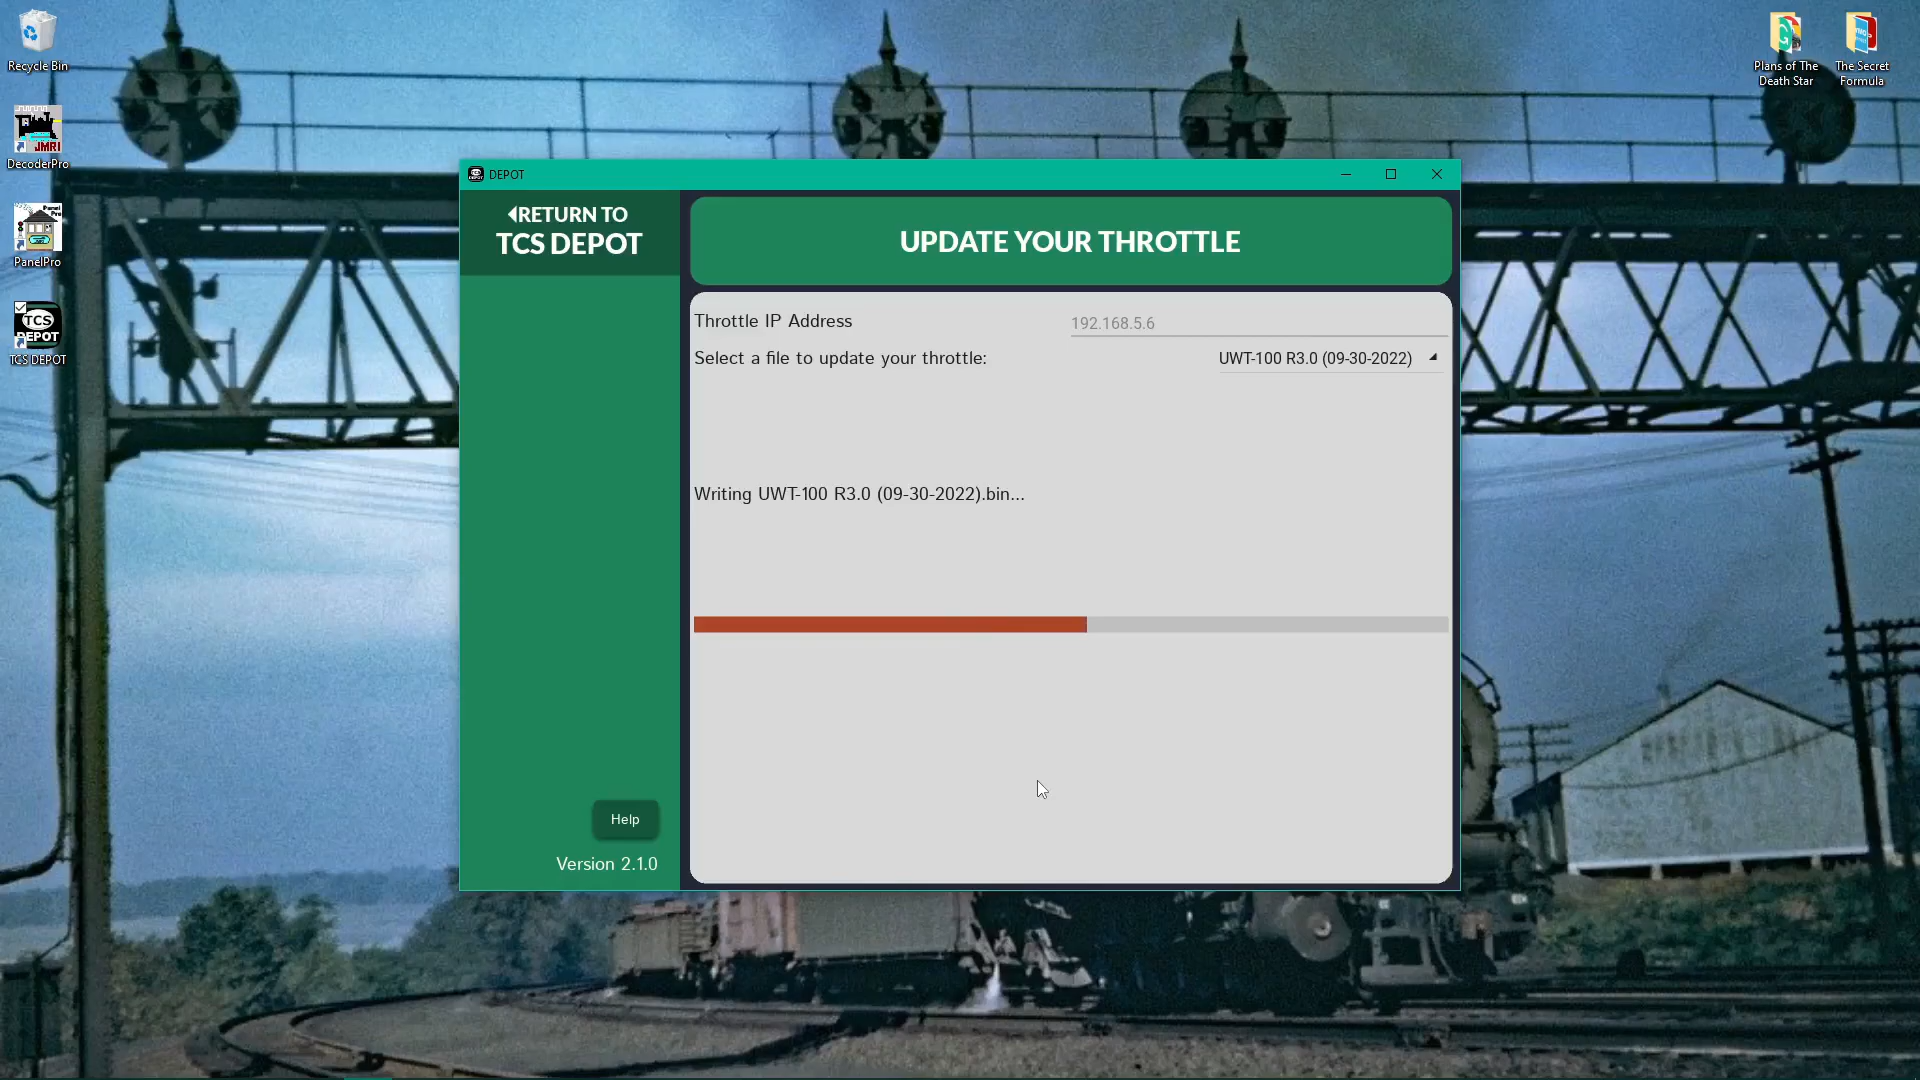 Recycle Bin
JMRI
DecoderPro
Panel
Pro
PanelPro
TCS
DEPOT
TCS DEPOT
Plans of The
Death Star
The Secret
Formula
DEPOT
RETURN TO
TCS DEPOT
UPDATE YOUR THROTTLE
Throttle IP Address
192.168.5.6
Select a file to update your throttle:
UWT-100 R3.0 (09-30-2022)
Writing UWT-100 R3.0 (09-30-2022).bin...
Help
Version 2.1.0